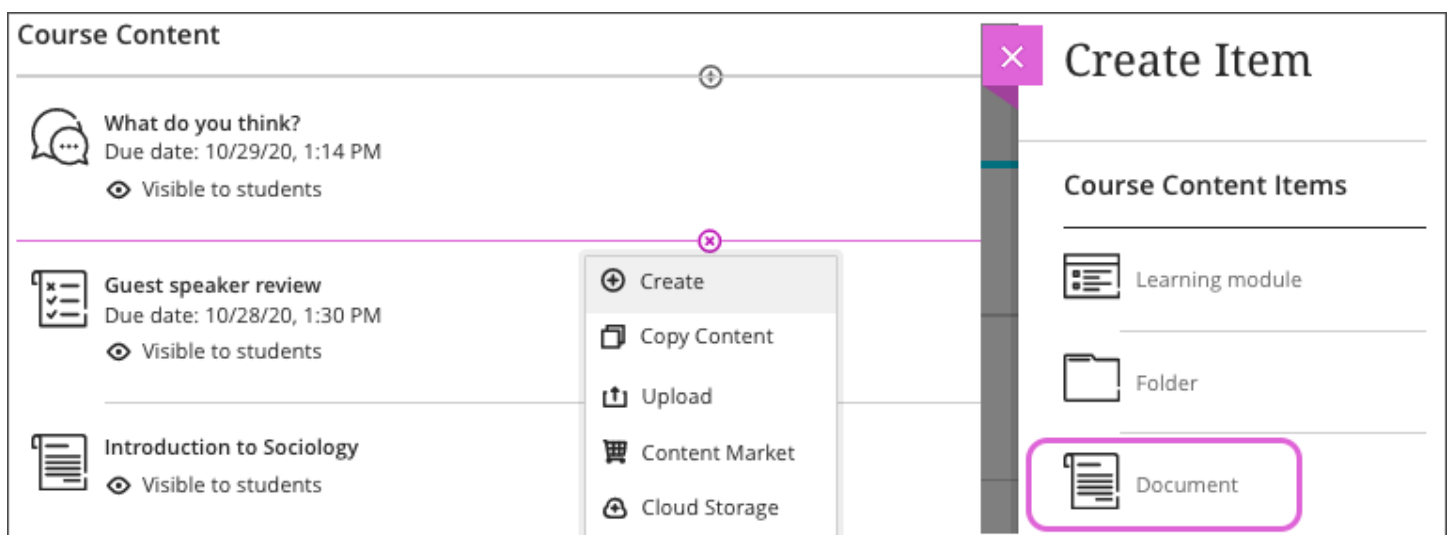 Course Content
What do you think?
Due date: 10/29/20, 1:14 PM
Visible to students
Guest speaker review
Due date: 10/28/20, 1:30 PM
Visible to students
Introduction to Sociology
Visible to students
Create
Copy Content
Upload
Content Market
Cloud Storage
Create Item
Course Content Items
Learning module
Folder
Document